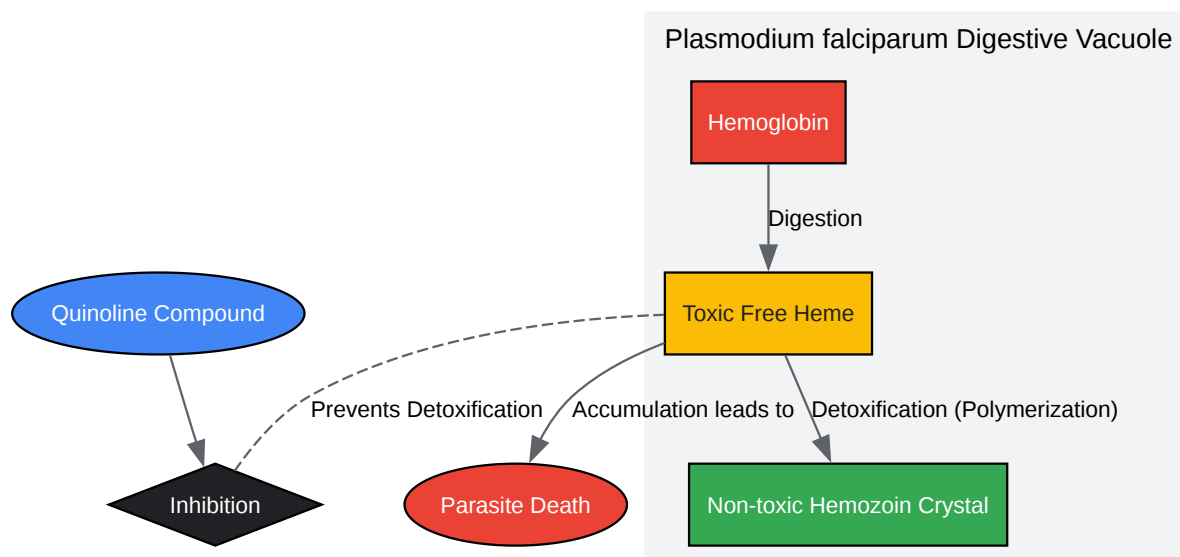 Plasmodium falciparum Digestive Vacuole
Hemoglobin
Digestion
Quinoline Compound
Toxic Free Heme
Prevents Detoxification
Accumulation leads to
Detoxification (Polymerization)
Inhibition
Parasite Death
Non-toxic Hemozoin Crystal